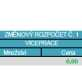 ZMĚNOVÝ ROZPOČET Č. 1
VÍCEPRÁCE
Množství Cena
0,00